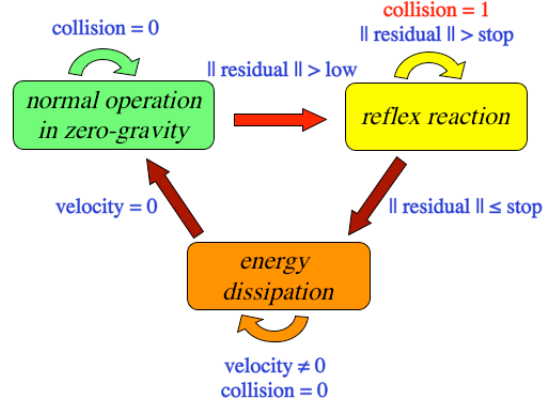 collision = 0
collision = 1
|| residual || > stop
|| residual || > low
normal operation
in zero-gravity
reflex reaction
velocity = 0
|| residual || ≤ stop
energy
dissipation
velocity ≠ 0
collision = 0